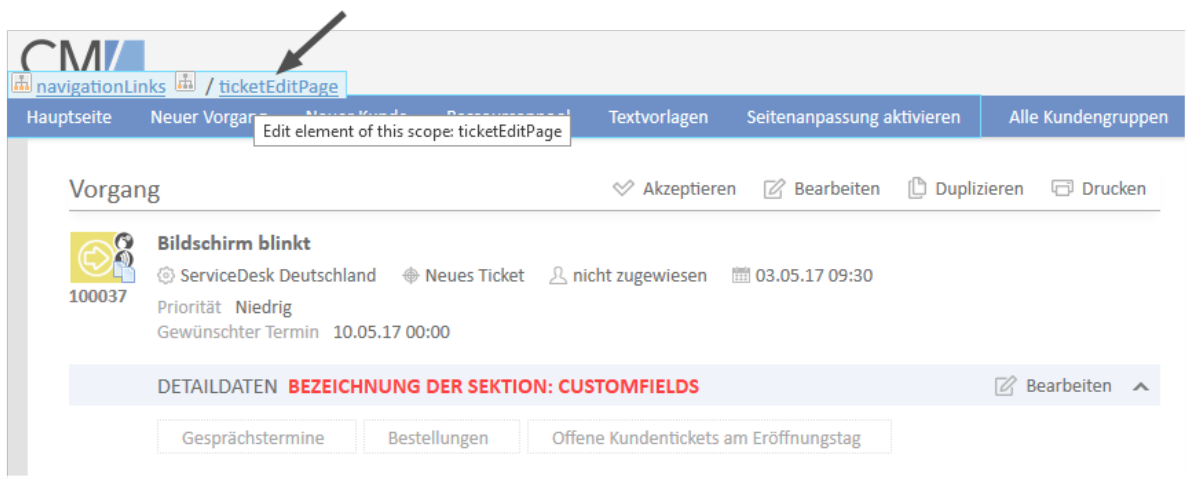 CM/
navigationLinks / ticketEditPage
Hauptseite Neuer Vorgang Textvorlagen Seitenanpassung aktivieren Alle Kundengruppen
Edit element of this scope: ticketEditPage
Vorgang Akzeptieren Bearbeiten Duplizieren Drucken
Bildschirm blinkt
ServiceDesk Deutschland Neues Ticket nicht zugewiesen 03.05.17 09:30
100037
Priorität Niedrig
Gewünschter Termin 10.05.17 00:00
DETAILDATEN BEZEICHNUNG DER SEKTION: CUSTOMFIELDS Bearbeiten
Gesprächstermine Bestellungen Offene Kundentickets am Eröffnungstag